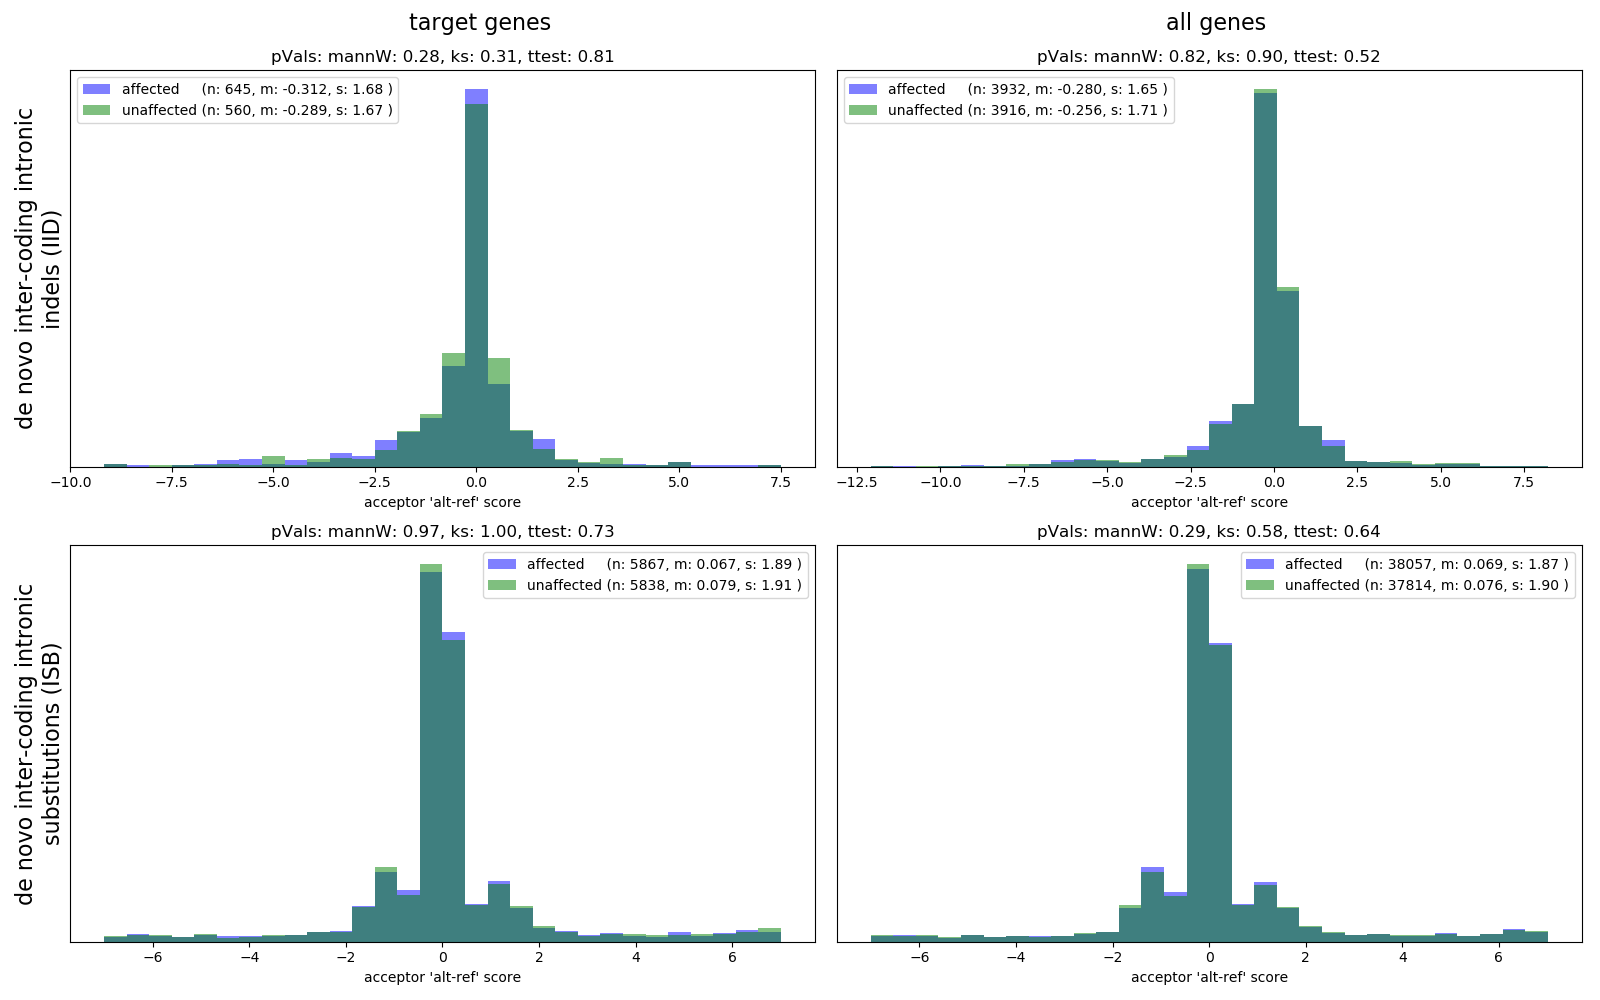 target genes
all genes
pVals: mannW: 0.28, ks: 0.31, ttest: 0.81
affected (n: 645, m: -0.312, s: 1.68 )
unaffected (n: 560, m: -0.289, s: 1.67 )
de novo inter-coding intronic
indels (IID)
−10.0 −7.5 −5.0 −2.5 0.0 2.5 5.0 7.5
acceptor 'alt-ref' score
pVals: mannW: 0.82, ks: 0.90, ttest: 0.52
affected (n: 3932, m: -0.280, s: 1.65 )
unaffected (n: 3916, m: -0.256, s: 1.71 )
−12.5 −10.0 −7.5 −5.0 −2.5 0.0 2.5 5.0 7.5
acceptor 'alt-ref' score
pVals: mannW: 0.97, ks: 1.00, ttest: 0.73
affected (n: 5867, m: 0.067, s: 1.89 )
unaffected (n: 5838, m: 0.079, s: 1.91 )
de novo inter-coding intronic
substitutions (ISB)
−6 −4 −2 0 2 4 6
acceptor 'alt-ref' score
pVals: mannW: 0.29, ks: 0.58, ttest: 0.64
affected (n: 38057, m: 0.069, s: 1.87 )
unaffected (n: 37814, m: 0.076, s: 1.90 )
−6 −4 −2 0 2 4 6
acceptor 'alt-ref' score